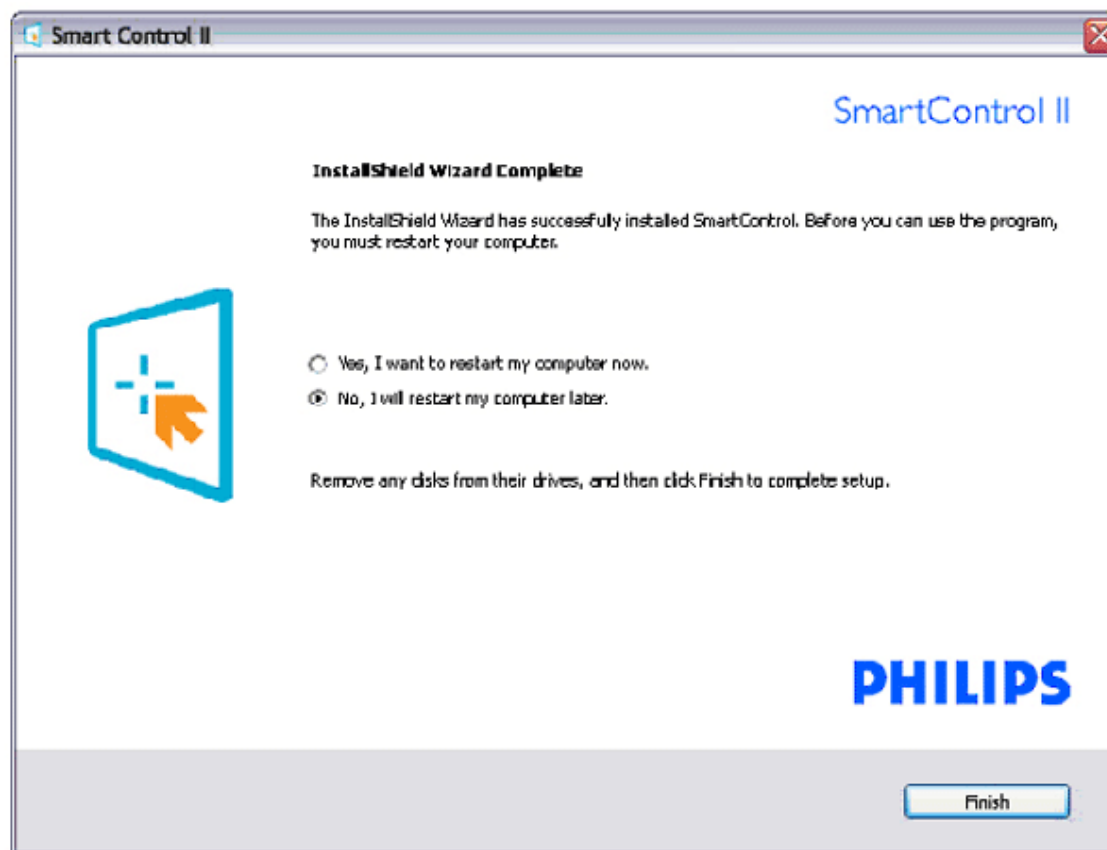 Smart Control II
SmartControl II
InstallShield Wizard Complete
The InstallShield Wizard has successfully installed SmartControl. Before you can use the program,
you must restart your computer.
Yes, I want to restart my computer now.
No, I will restart my computer later.
Remove any disks from their drives, and then click Finish to complete setup.
PHILIPS
Finish